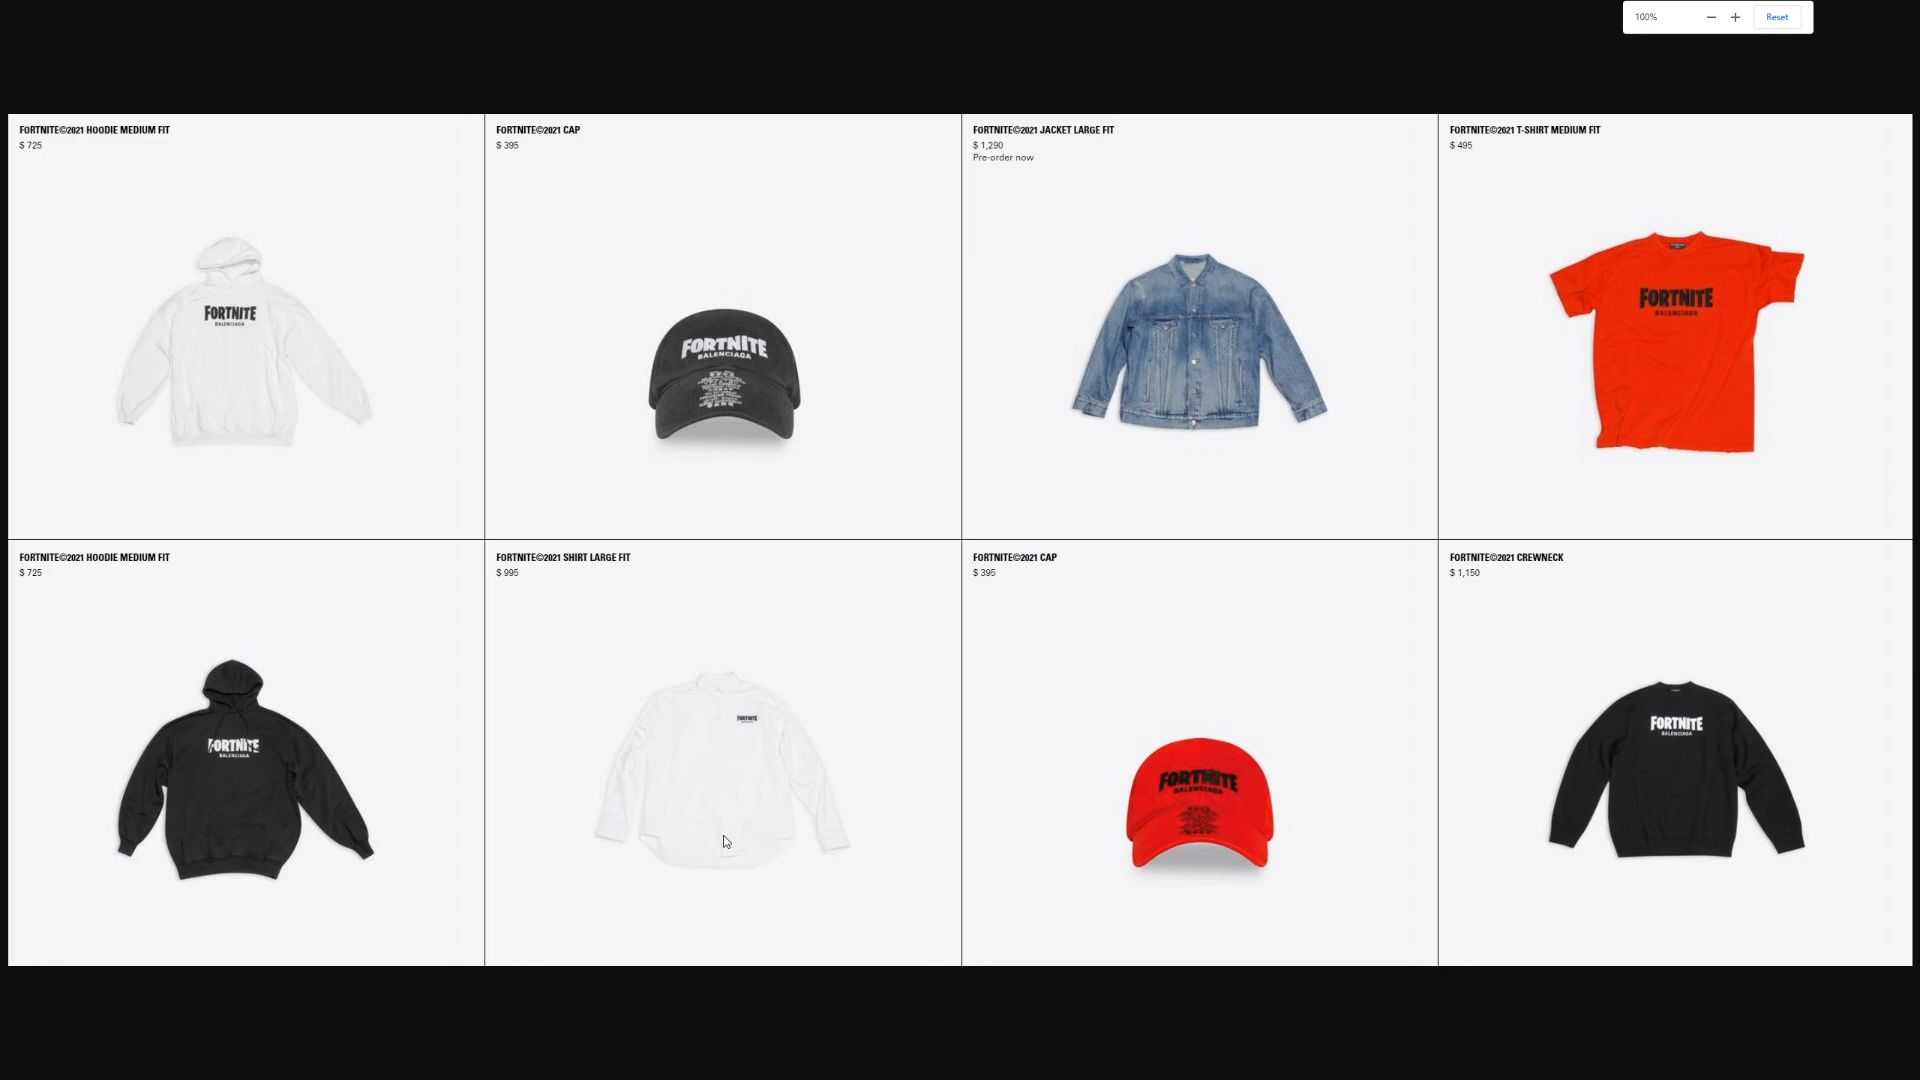 100%
Reset
FORTNITE©2021 HOODIE MEDIUM FIT
$ 725
FORTNITE
BALENCIAGA
FORTNITE©2021 CAP
$ 395
FORTNITE
BALENCIAGA
FORTNITE©2021 JACKET LARGE FIT
$ 1,290
Pre-order now
FORTNITE©2021 T-SHIRT MEDIUM FIT
$ 495
FORTNITE
BALENCIAGA
FORTNITE©2021 HOODIE MEDIUM FIT
$ 725
FORTNITE
BALENCIAGA
FORTNITE©2021 SHIRT LARGE FIT
$ 995
FORTNITE
FORTNITE©2021 CAP
$ 395
FORTNITE
BALENCIAGA
FORTNITE©2021 CREWNECK
$ 1,150
FORTNITE
BALENCIAGA